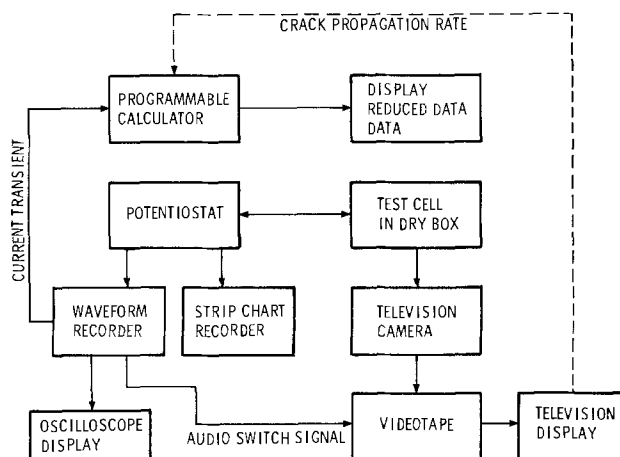 CRACK PROPAGATION RATE
PROGRAMMABLE
CALCULATOR
DISPLAY
REDUCED DATA
DATA
CURRENT TRANSIENT
POTENTIOSTAT
TEST CELL
IN DRY BOX
WAVEFORM
RECORDER
STRIP CHART
RECORDER
TELEVISION
CAMERA
OSCILLOSCOPE
DISPLAY
AUDIO SWITCH SIGNAL
VIDEOTAPE
TELEVISION
DISPLAY